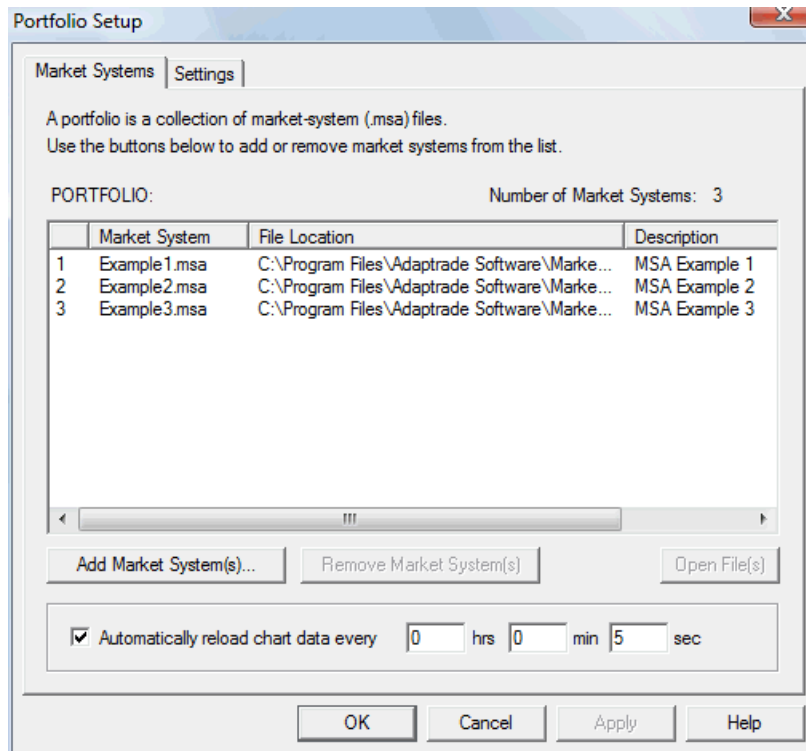 Portfolio Setup
Market Systems Settings
A portfolio is a collection of market-system (.msa) files.
Use the buttons below to add or remove market systems from the list.
PORTFOLIO: Number of Market Systems: 3
Market System File Location Description
1 Example1.msa C:\Program Files\Adaptrade Software\Marke... MSA Example 1
2 Example2.msa C:\Program Files\Adaptrade Software\Marke... MSA Example 2
3 Example3.msa C:\Program Files\Adaptrade Software\Marke... MSA Example 3
Add Market System(s)... Remove Market System(s) Open File(s)
Automatically reload chart data every 0 hrs 0 min 5 sec
OK Cancel Apply Help